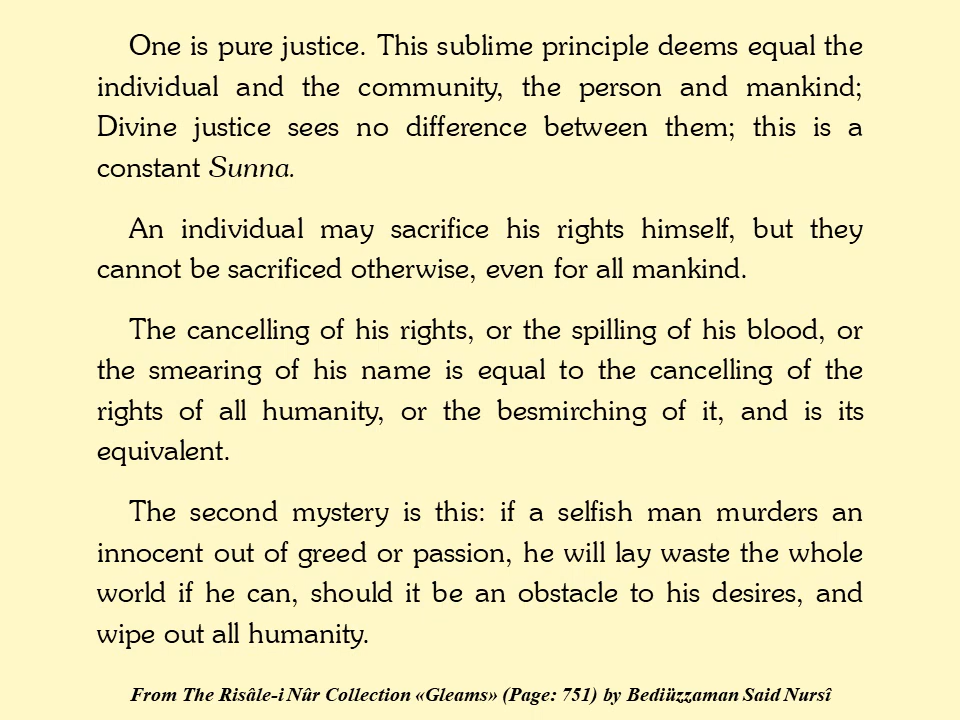 One is pure justice. This sublime principle deems equal the
individual and the community, the person and mankind;
Divine justice sees no difference between them; this is a
constant Sunna.
An individual may sacrifice his rights himself, but they
cannot be sacrificed otherwise, even for all mankind.
The cancelling of his rights, or the spilling of his blood, or
the smearing of his name is equal to the cancelling of the
rights of all humanity, or the besmirching of it, and is its
equivalent.
The second mystery is this: if a selfish man murders an
innocent out of greed or passion, he will lay waste the whole
world if he can, should it be an obstacle to his desires, and
wipe out all humanity.
From The Risâle-i Nûr Collection «Gleams» (Page: 751) by Bediüzzaman Said Nursî